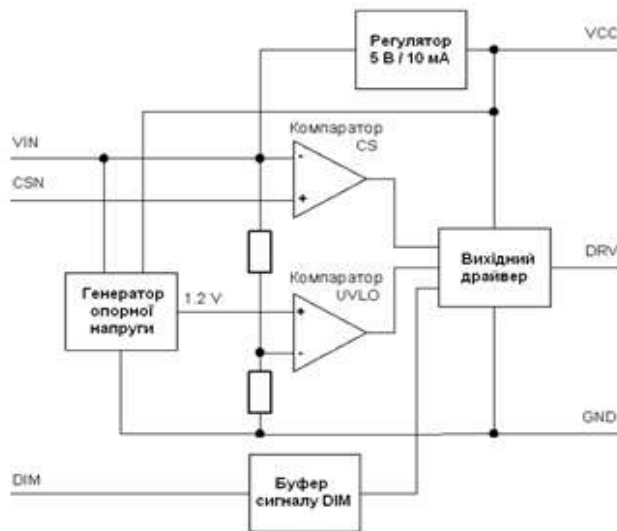 Регулятор
5 В / 10 мА
VCC
VIN
Компаратор
CS
-
+
CSN
Генератор
опорної
напруги
1.2 V
Компаратор
UVLO
+
-
Вихідний
драйвер
DRV
GND
DIM
Буфер
сигналу DIM